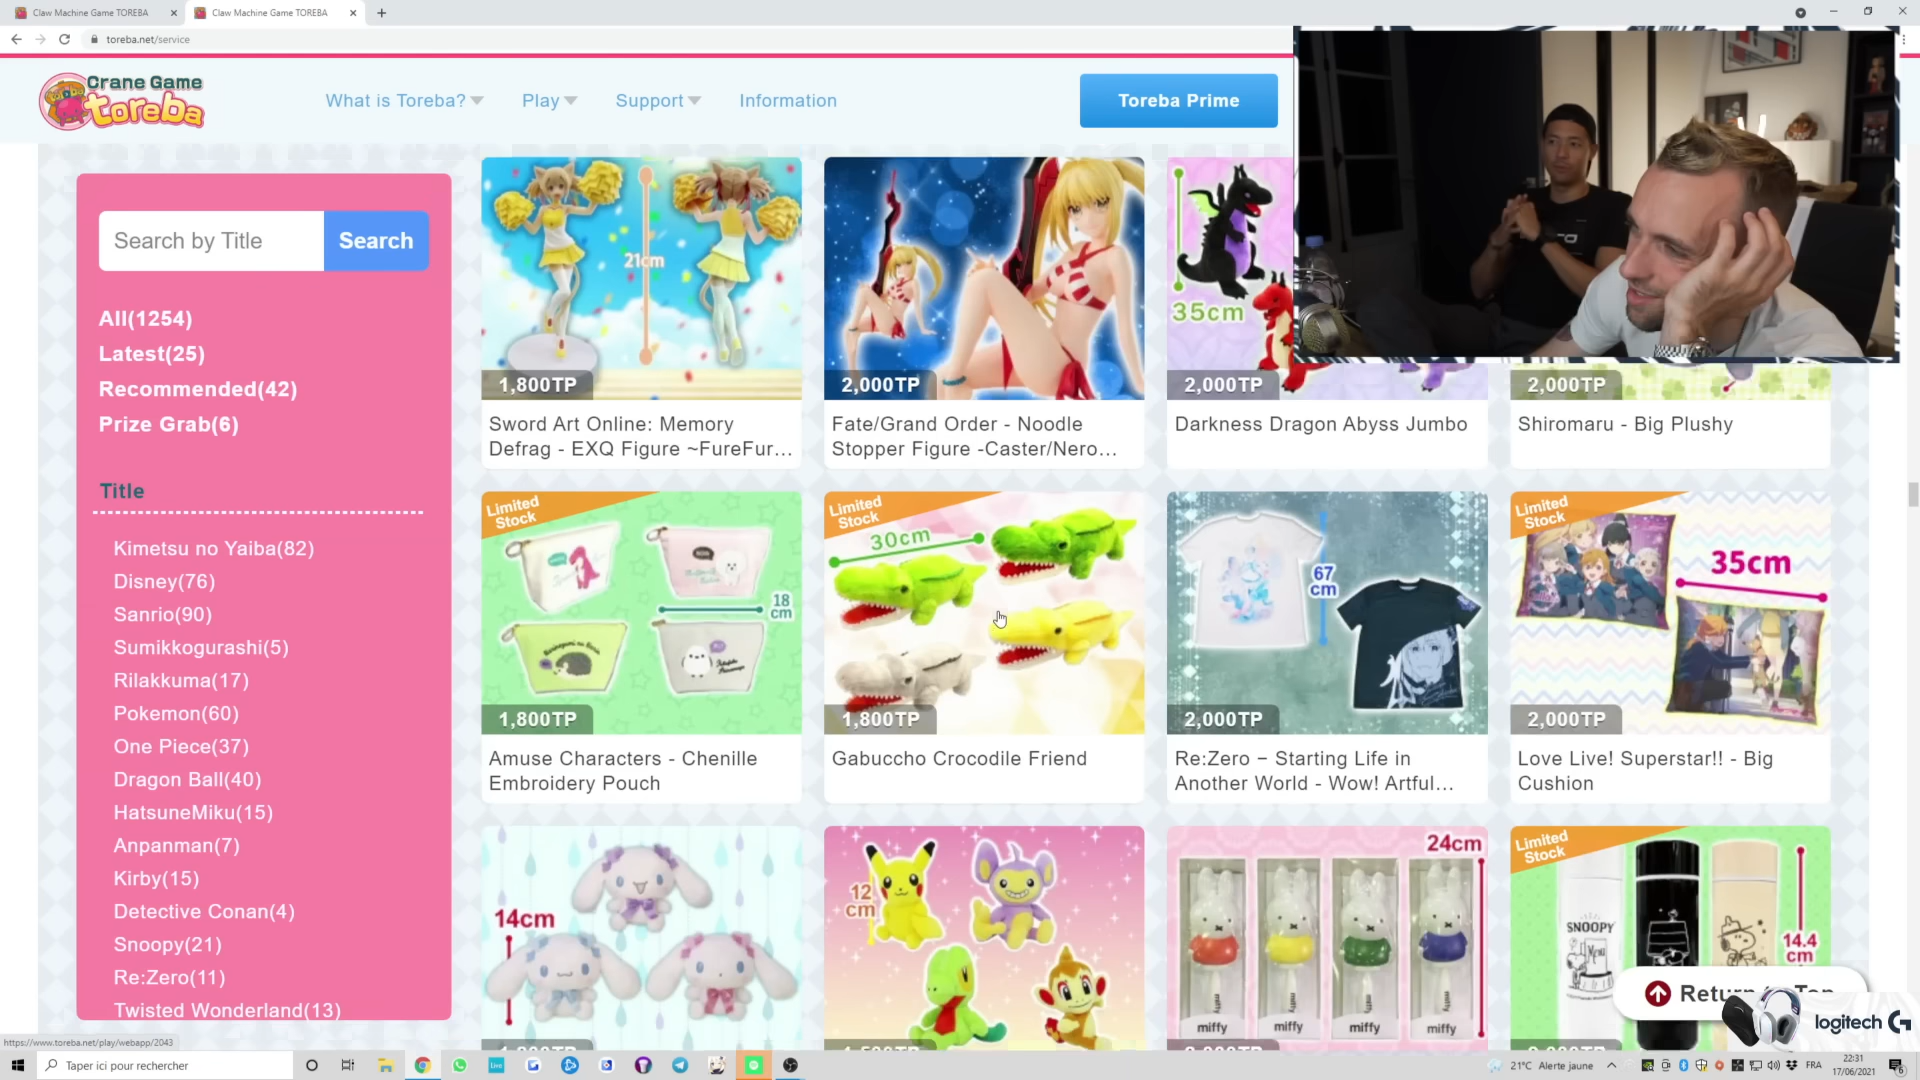 Claw Machine Game TOREBA
Claw Machine Game TOREBA
toreba.net/service
Crane Game
toreba
What is Toreba?
Play
Support
Information
Toreba Prime
Search by Title
Search
All(1254)
Latest(25)
Recommended(42)
Prize Grab(6)
Title
Kimetsu no Yaiba(82)
Disney(76)
Sanrio(90)
Sumikkogurashi(5)
Rilakkuma(17)
Pokemon(60)
One Piece(37)
Dragon Ball(40)
HatsuneMiku(15)
Anpanman(7)
Kirby(15)
Detective Conan(4)
Snoopy(21)
Re:Zero(11)
Twisted Wonderland(13)
21cm
1,800TP
Sword Art Online: Memory
Defrag - EXQ Figure ~FureFur...
2,000TP
Fate/Grand Order - Noodle
Stopper Figure -Caster/Nero...
35cm
2,000TP
Darkness Dragon Abyss Jumbo
2,000TP
Shiromaru - Big Plushy
Limited
Stock
18
cm
1,800TP
Amuse Characters - Chenille
Embroidery Pouch
Limited
Stock
30cm
1,800TP
Gabuccho Crocodile Friend
67
cm
2,000TP
Re:Zero − Starting Life in
Another World - Wow! Artful...
Limited
Stock
35cm
2,000TP
Love Live! Superstar!! - Big
Cushion
14cm
12
cm
24cm
miffy
miffy
miffy
miffy
Limited
Stock
SNOOPY
14.4
cm
Return
logitech G
https://www.toreba.net/play/webapp/2043
Taper ici pour rechercher
21°C Alerte jaune
FRA
22:31
17/06/2021